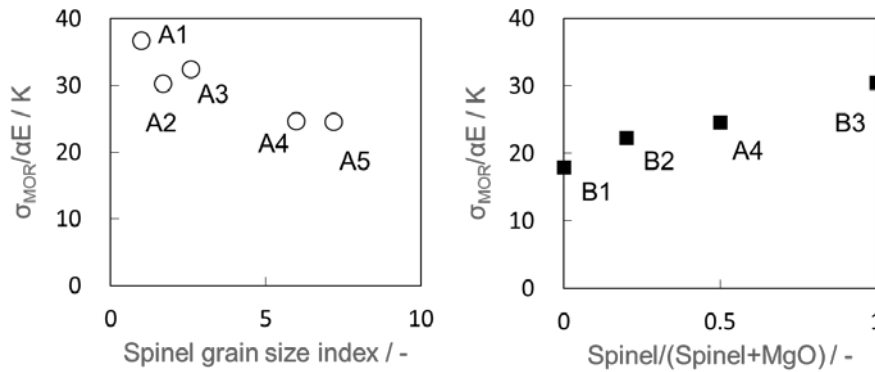 40
30
20
10
0
σMOR/αE / K
A1
A2
A3
A4
A5
0
5
10
Spinel grain size index / -
40
30
20
10
0
σMOR/αE / K
B1
B2
A4
B3
0
0.5
1
Spinel/(Spinel+MgO) / -